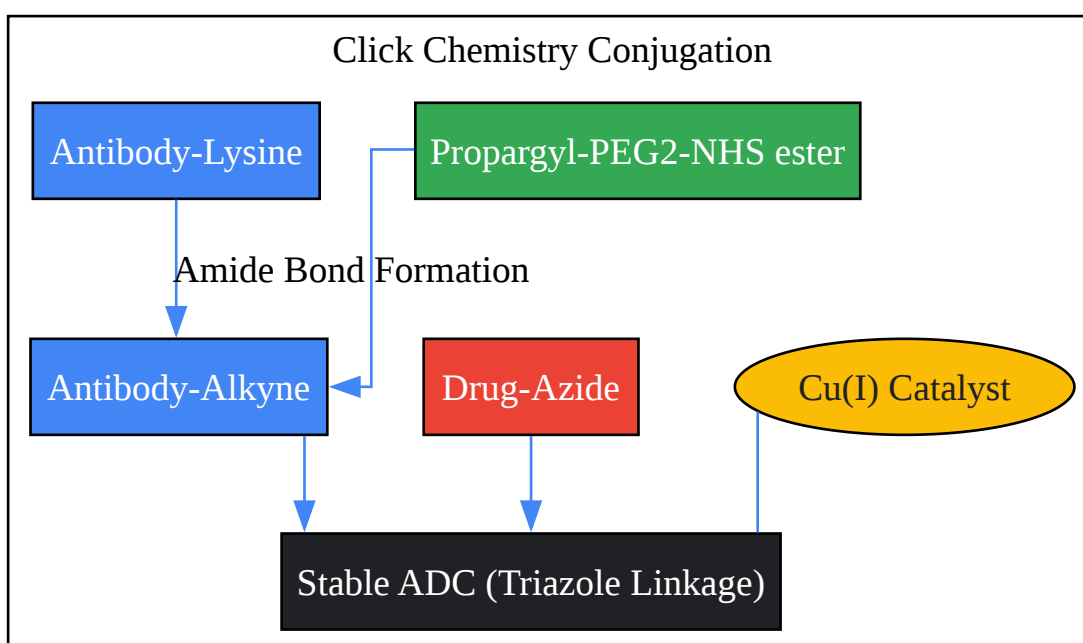 Click Chemistry Conjugation
Antibody-Lysine
Propargyl-PEG2-NHS ester
Amide Bond Formation
Antibody-Alkyne
Drug-Azide
Cu(I) Catalyst
Stable ADC (Triazole Linkage)